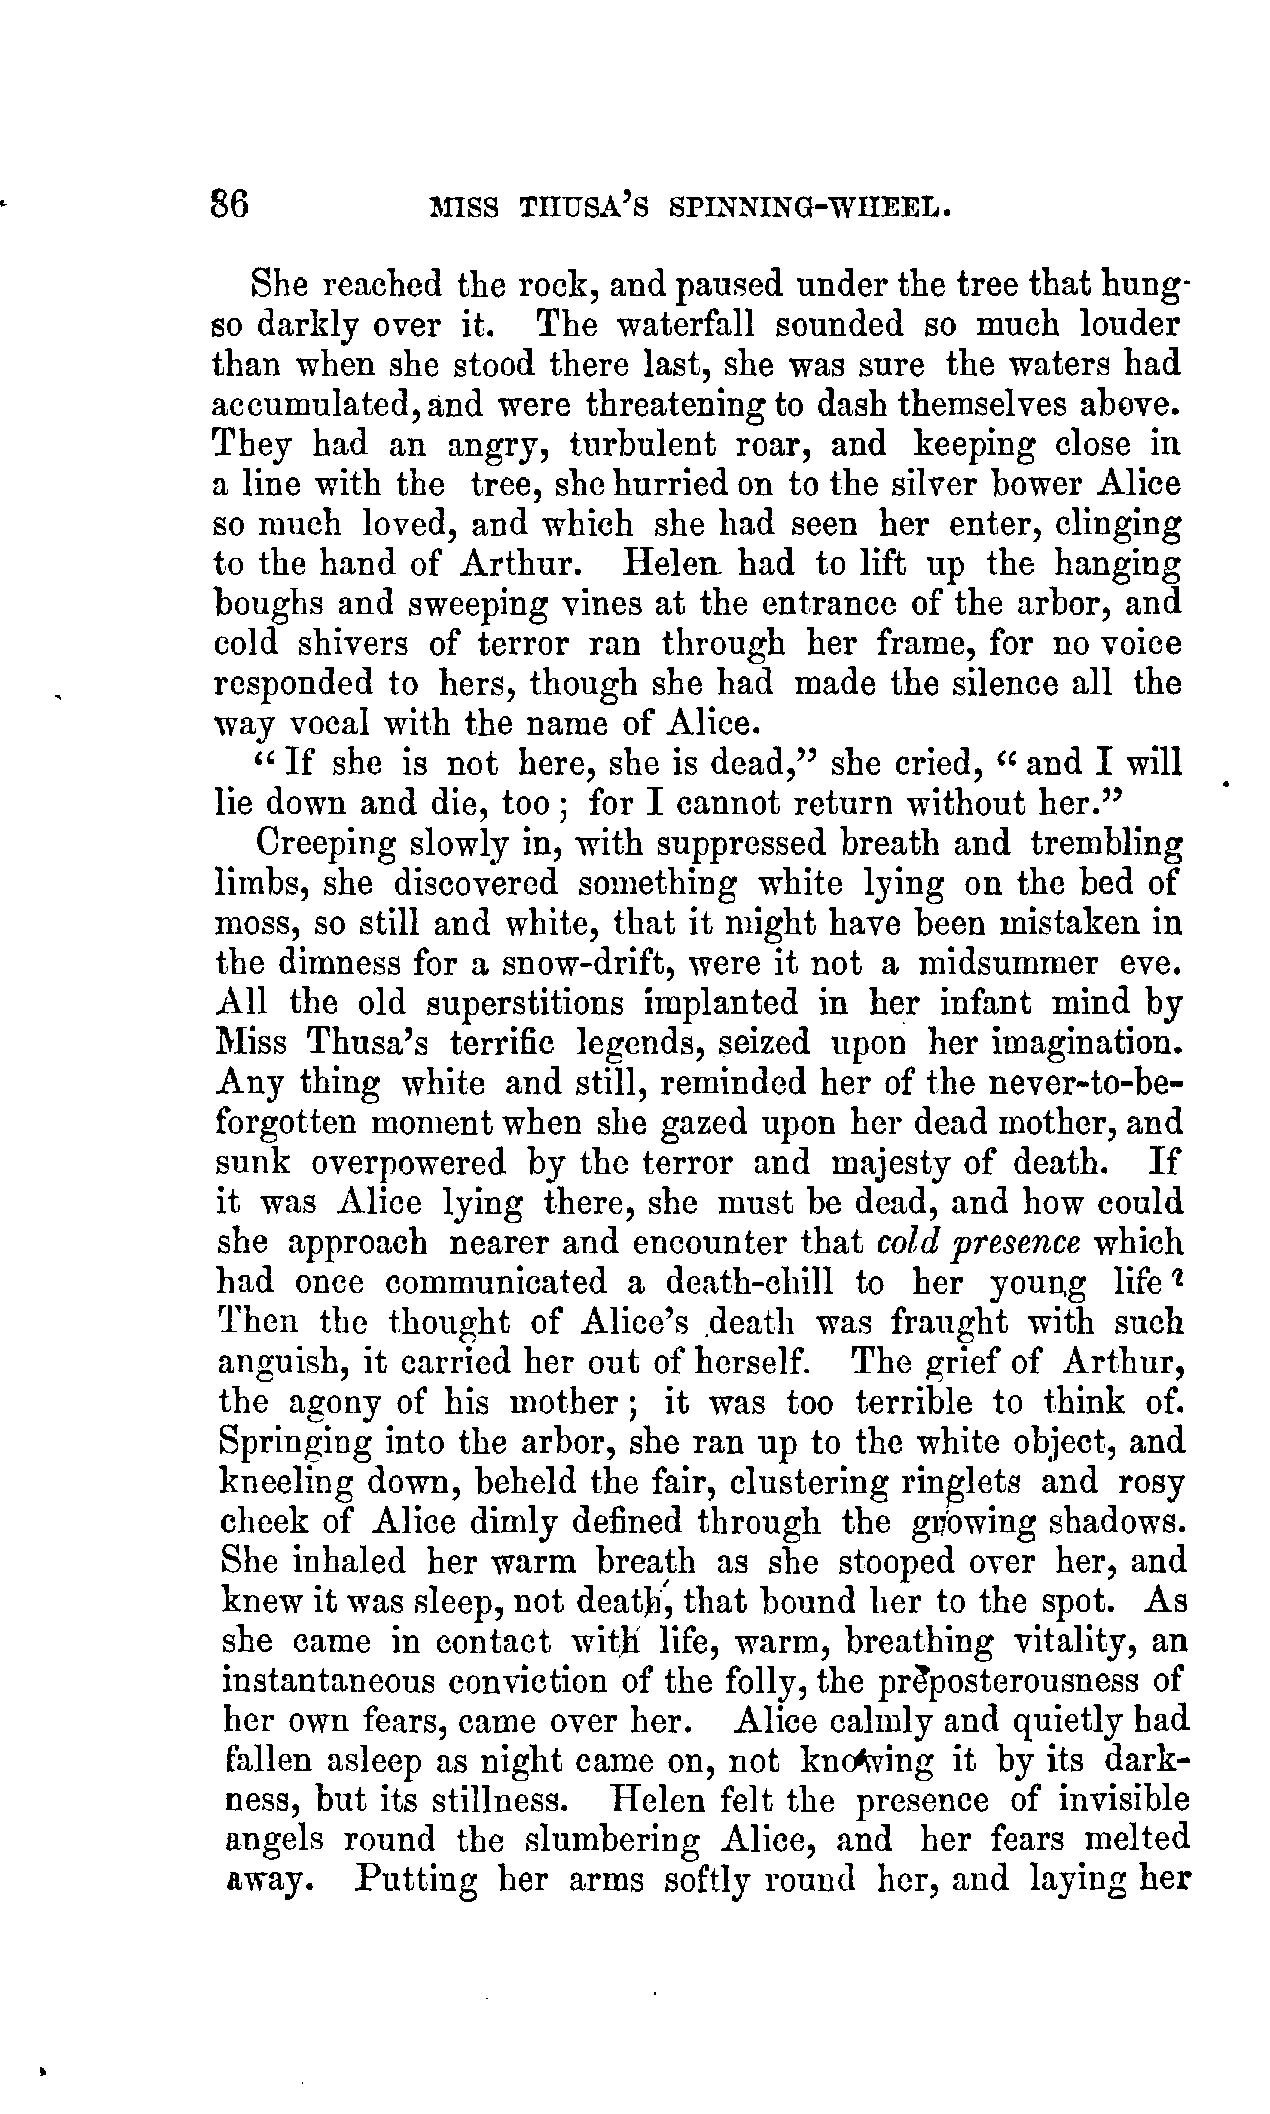 86 MISS THUSA'S SPINNING-WHEEL.
She reached the rock, and paused under the tree that hung-
so darkly over it. The waterfall sounded so much louder
than when she stood there last, she was sure the waters had
accumulated, and were threatening to dash themselves above.
They had an angry, turbulent roar, and keeping close in
a line with the tree, she hurried on to the silver bower Alice
so much loved, and which she had seen her enter, clinging
to the hand of Arthur. Helen had to lift up the hanging
boughs and sweeping vines at the entrance of the arbor, and
cold shivers of terror ran through her frame, for no voice
responded to hers, though she had made the silence all the
way vocal with the name of Alice.
"If she is not here, she is dead," she cried, "and I will
lie down and die, too; for I cannot return without her."
Creeping slowly in, with suppressed breath and trembling
limbs, she discovered something white lying on the bed of
moss, so still and white, that it might have been mistaken in
the dimness for a snow-drift, were it not a midsummer eve.
All the old superstitions implanted in her infant mind by
Miss Thusa's terrific legends, seized upon her imagination.
Any thing white and still, reminded her of the never-to-be-
forgotten moment when she gazed upon her dead mother, and
sunk overpowered by the terror and majesty of death. If
it was Alice lying there, she must be dead, and how could
she approach nearer and encounter that cold presence which
had once communicated a death-chill to her young life?
Then the thought of Alice's death was fraught with such
anguish, it carried her out of herself. The grief of Arthur,
the agony of his mother; it was too terrible to think of.
Springing into the arbor, she ran up to the white object, and
kneeling down, beheld the fair, clustering ringlets and rosy
cheek of Alice dimly defined through the growing shadows.
She inhaled her warm breath as she stooped over her, and
knew it was sleep, not death, that bound her to the spot. As
she came in contact with life, warm, breathing vitality, an
instantaneous conviction of the folly, the preposterousness of
her own fears, came over her. Alice calmly and quietly had
fallen asleep as night came on, not knowing it by its dark-
ness, but its stillness. Helen felt the presence of invisible
angels round the slumbering Alice, and her fears melted
away. Putting her arms softly round her, and laying her